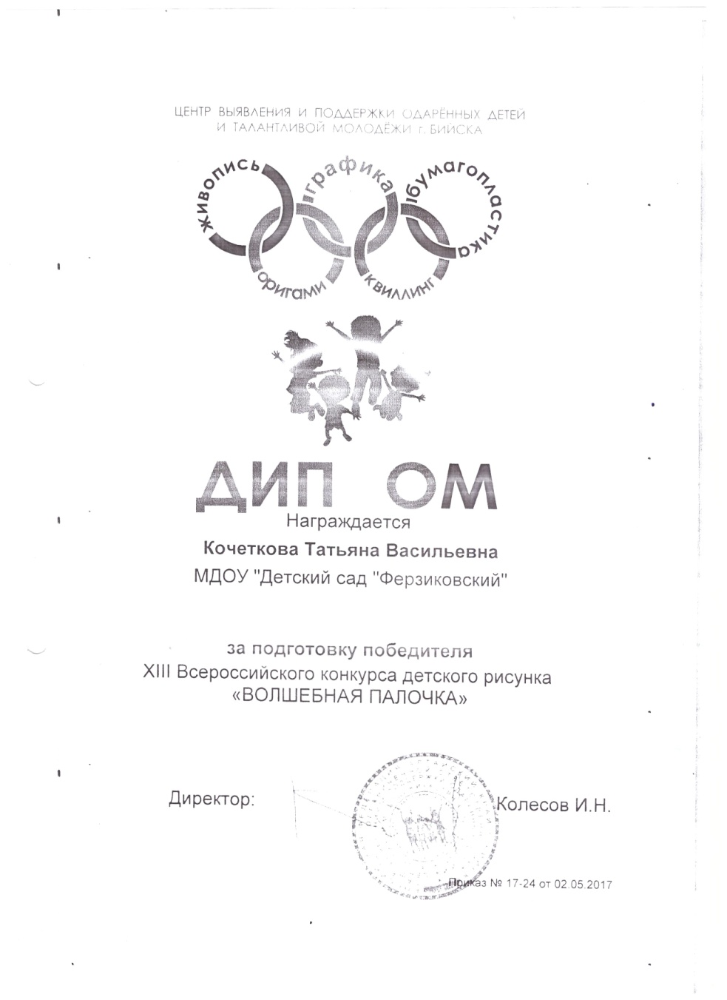 ЦЕНТР ВЫЯВЛЕНИЯ И ПОДДЕРЖКИ ОДАРЁННЫХ ДЕТЕЙ
И ТАЛАНТЛИВОЙ МОЛОДЁЖИ г. БИЙСКА
живопись
графика
бумагопластика
оригами
квиллинг
ДИП ОМ
Награждается
Кочеткова Татьяна Васильевна
МДОУ "Детский сад "Ферзиковский"
за подготовку победителя
XIII Всероссийского конкурса детского рисунка
«ВОЛШЕБНАЯ ПАЛОЧКА»
Директор:
Колесов И.Н.
Приказ № 17-24 от 02.05.2017